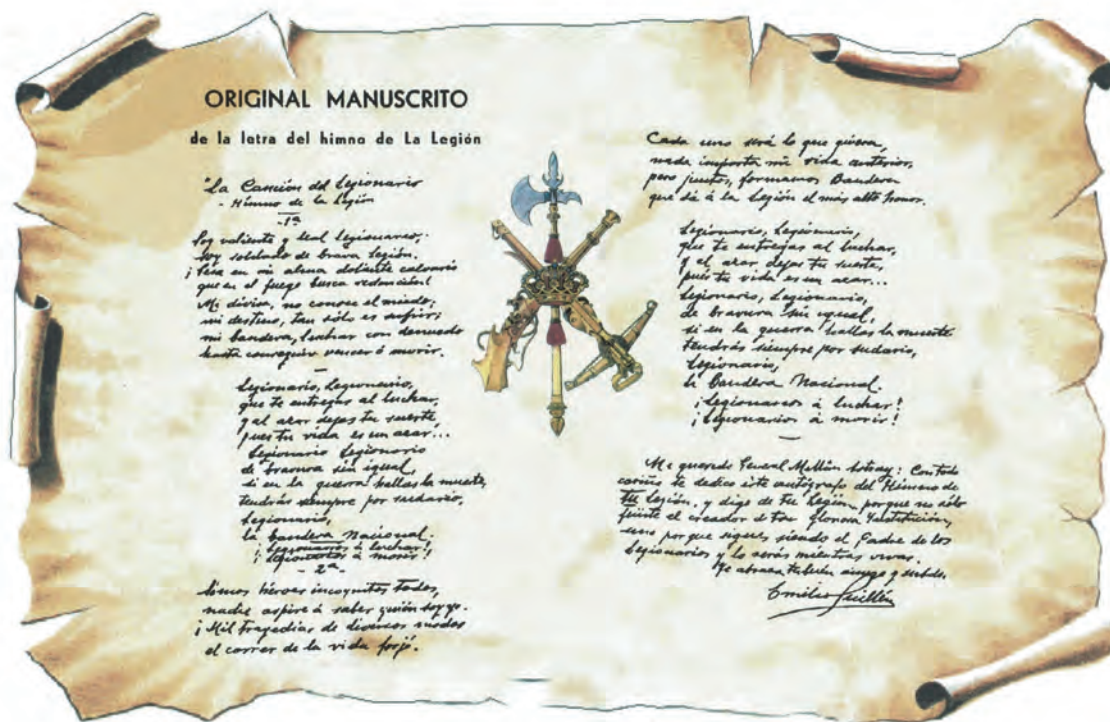 ORIGINAL MANUSCRITO
de la letra del himno de La Legión
"La Canción del Legionario
- Himno de la Legión
-1ª-
Soy valiente y leal legionario,
soy soldado de brava legión.
¡Pesa en mi alma doliente calvario
que en el fuego busca redención!
Mi divisa, no conoce el miedo;
mi destino, tan sólo es sufrir;
mi bandera, luchar con denuedo
hasta conseguir vencer ó morir.
Legionario, Legionario,
que te entregas al luchar,
y al azar dejas tu suerte,
pues tu vida es un azar...
Legionario Legionario
de bravura sin igual,
si en la guerra hallas la muerte,
tendrás siempre por sudario,
Legionario,
la Bandera Nacional.
¡Legionarios á luchar!
¡Legionarios á morir!
- 2ª -
Somos héroes incognitos todos,
nadie aspire á saber quién soy yo.
¡Mil tragedias de diversos modos
el correr de la vida forjó.
Cada uno será lo que quiera,
nada importa mi vida anterior,
pero juntos, formamos Bandera
que dá á la Legión el más alto honor.
Legionario, Legionario,
que te entregas al luchar,
y el azar dejas tu suerte,
pues tu vida es un azar...
Legionario, Legionario,
de bravura sin igual,
si en la guerra hallas la muerte
tendrás siempre por sudario,
Legionario,
la Bandera Nacional.
¡Legionarios á luchar!
¡Legionarios á morir!
Mi querido General Millán Astray: Con todo
cariño te dedico este autógrafo del Himno de
tu Legión, y digo de tu Legión, porque no sólo
fuiste el creador de tan gloriosa Institución,
sino porque sigues siendo el Padre de los
Legionarios y lo serás mientras vivas.
Te abraza tu buen amigo y
Emilio Guillén